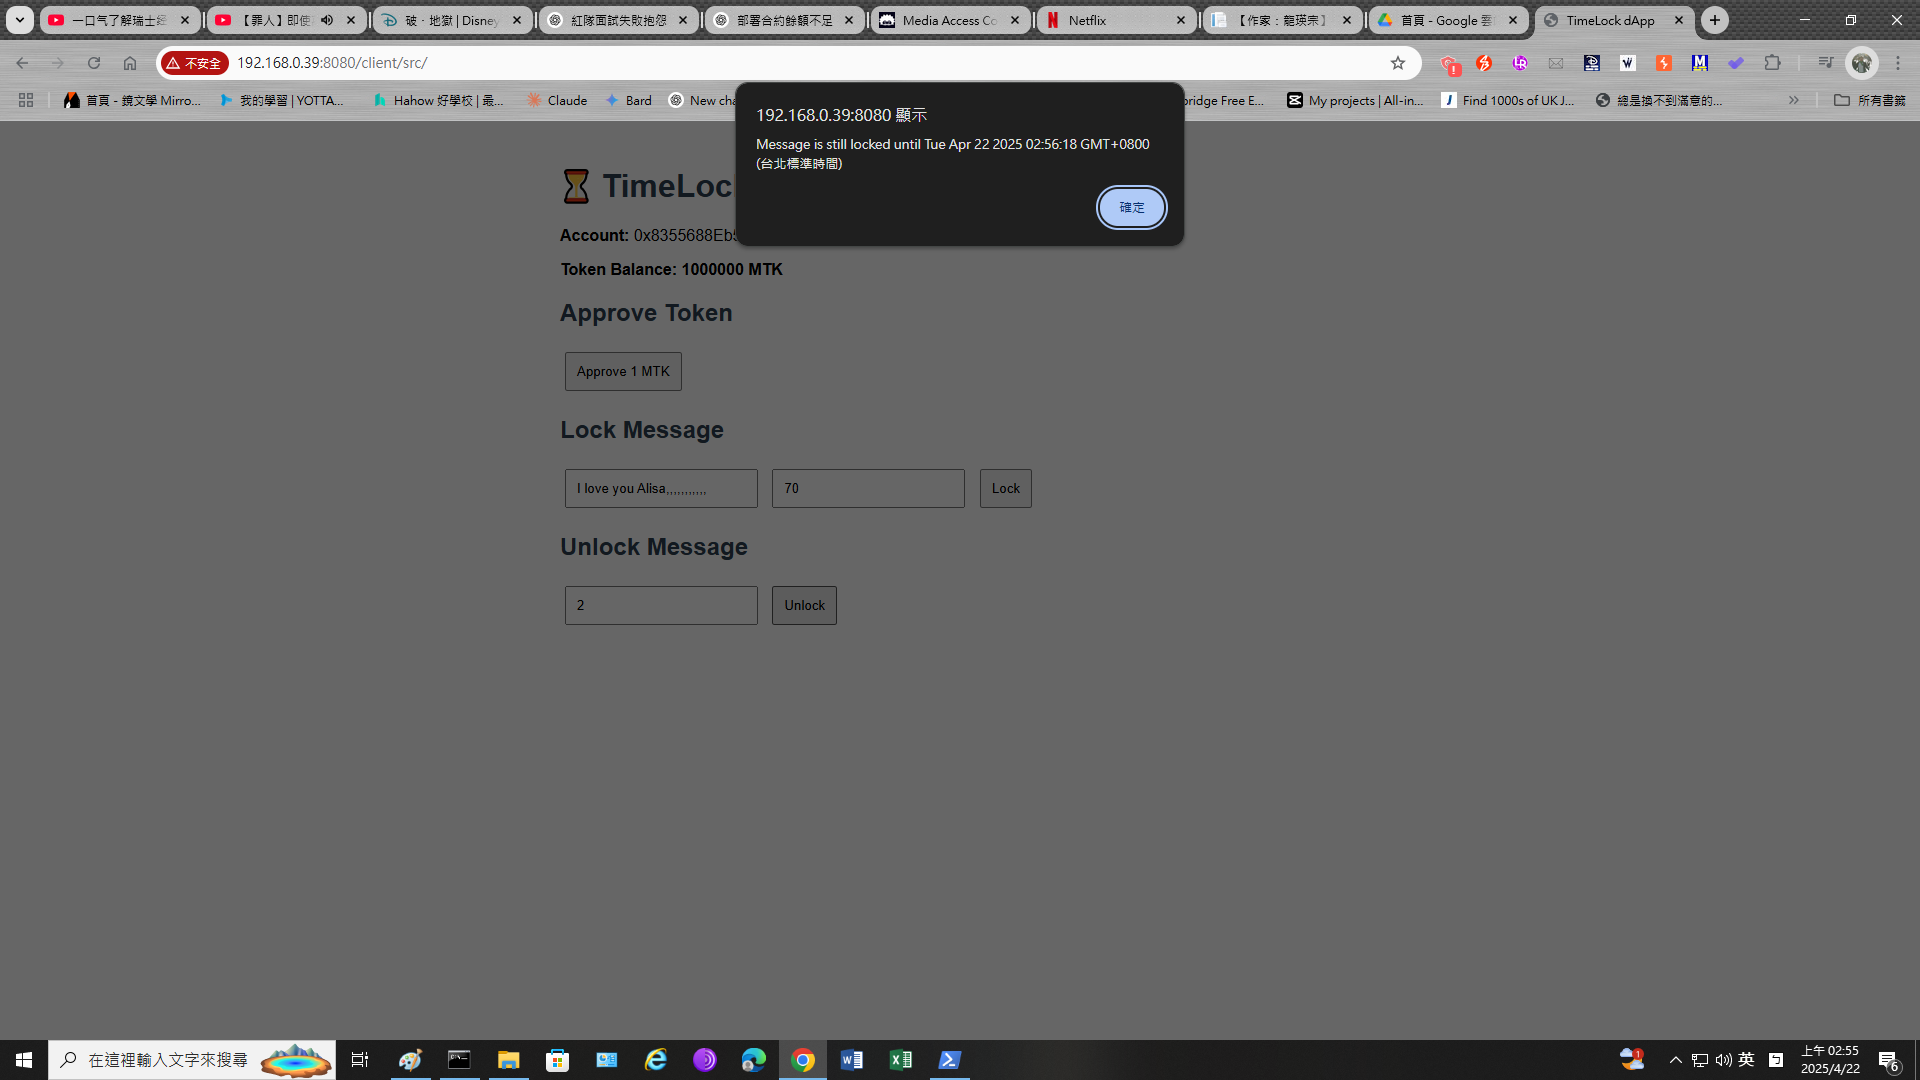 一口气了解瑞士经
【罪人】即使
破．地獄 | Disney
紅隊面試失敗抱怨
部署合約餘額不足
Media Access Co
Netflix
【作家：龍瑛宗】
首頁 - Google 雲
TimeLock dApp
不安全
192.168.0.39:8080/client/src/
首頁 - 鏡文學 Mirro...
我的學習 | YOTTA...
Hahow 好學校 | 最...
Claude
Bard
New cha
bridge Free E...
My projects | All-in...
Find 1000s of UK J...
總是換不到滿意的...
所有書籤
192.168.0.39:8080 顯示
Message is still locked until Tue Apr 22 2025 02:56:18 GMT+0800
(台北標準時間)
確定
TimeLoc
Account: 0x8355688Eb5
Token Balance: 1000000 MTK
Approve Token
Approve 1 MTK
Lock Message
I love you Alisa,,,,,,,,,,,
70
Lock
Unlock Message
2
Unlock
在這裡輸入文字來搜尋
英
上午 02:55
2025/4/22
6